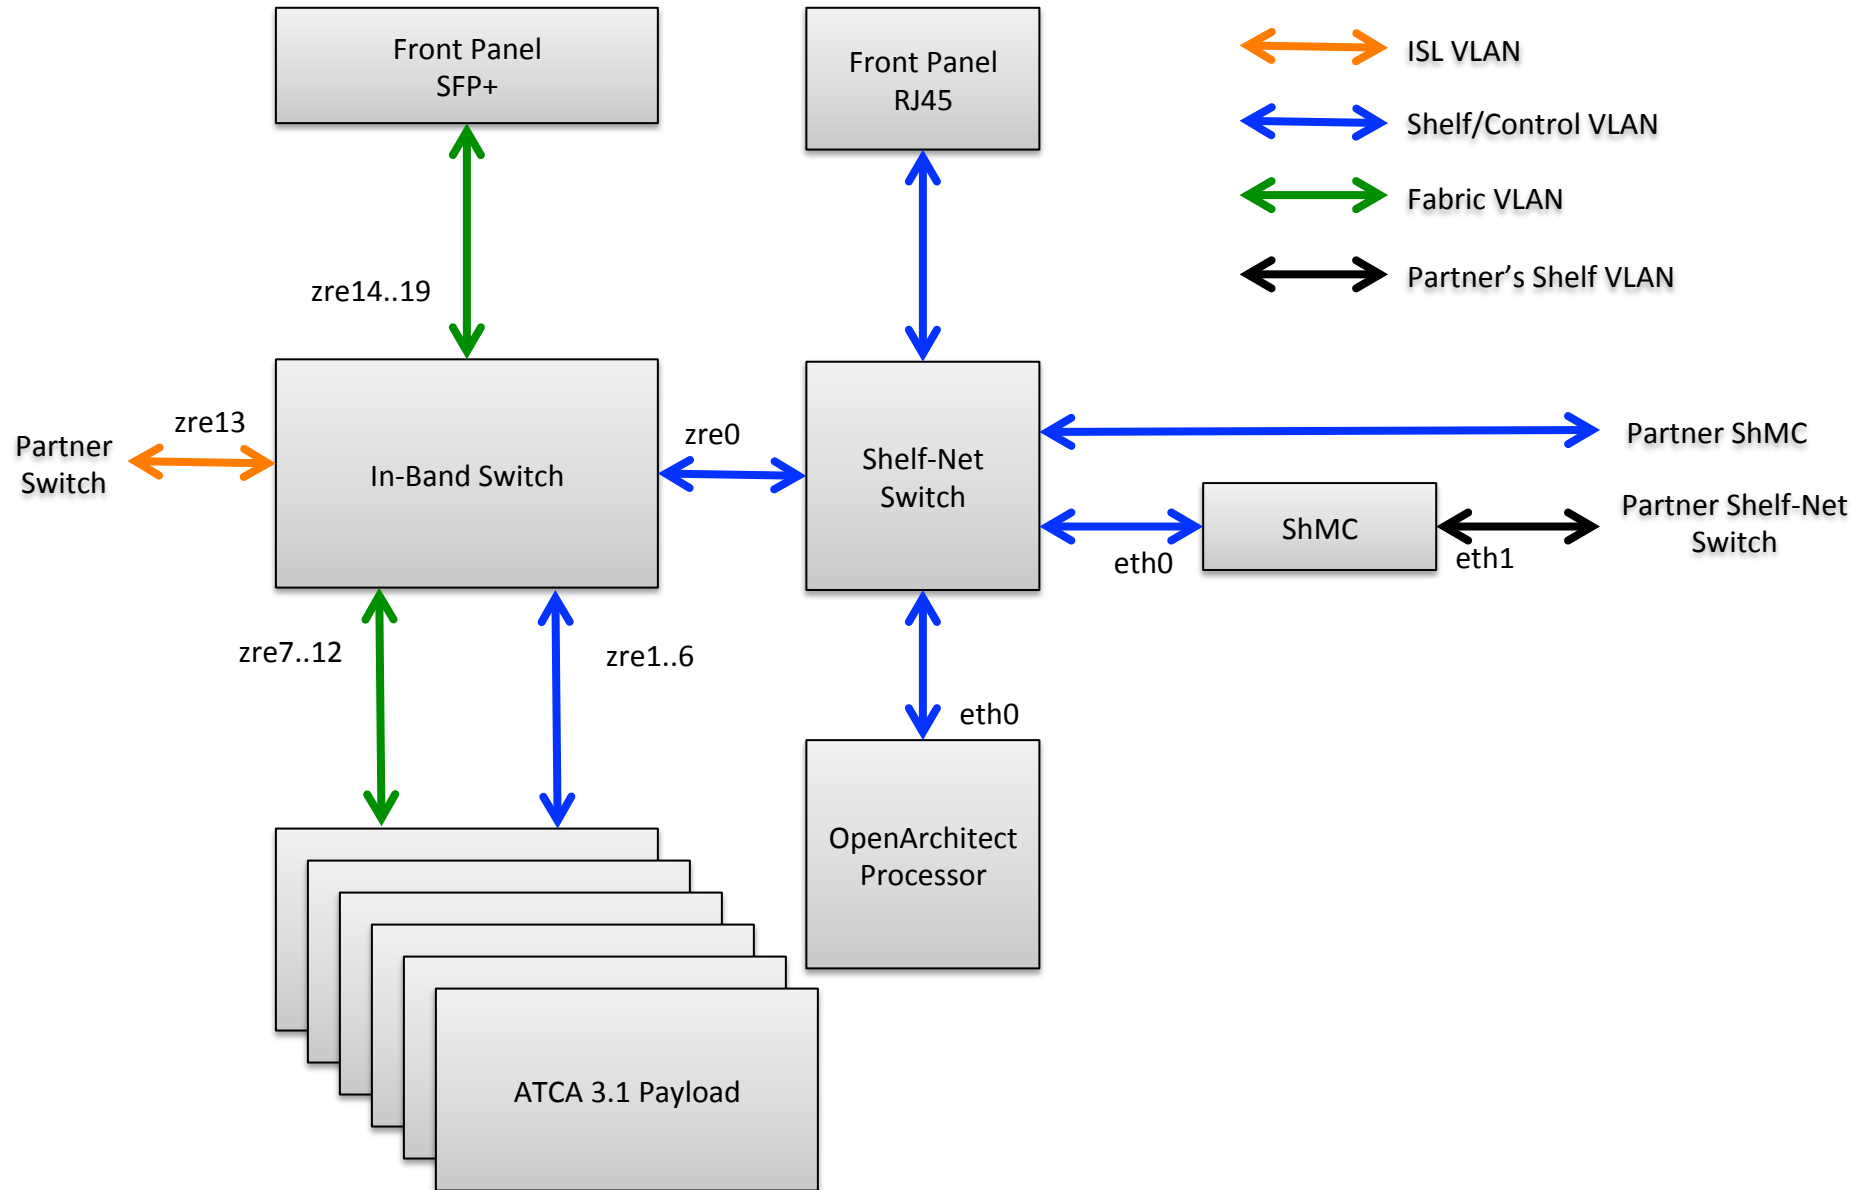 Front Panel
SFP+
Front Panel
RJ45
ISL VLAN
Shelf/Control VLAN
Fabric VLAN
Partner's Shelf VLAN
zre14..19
zre13
Partner
Switch
In-Band Switch
zre0
Shelf-Net
Switch
Partner ShMC
ShMC
eth0
eth1
Partner Shelf-Net
Switch
zre7..12
zre1..6
eth0
OpenArchitect
Processor
ATCA 3.1 Payload